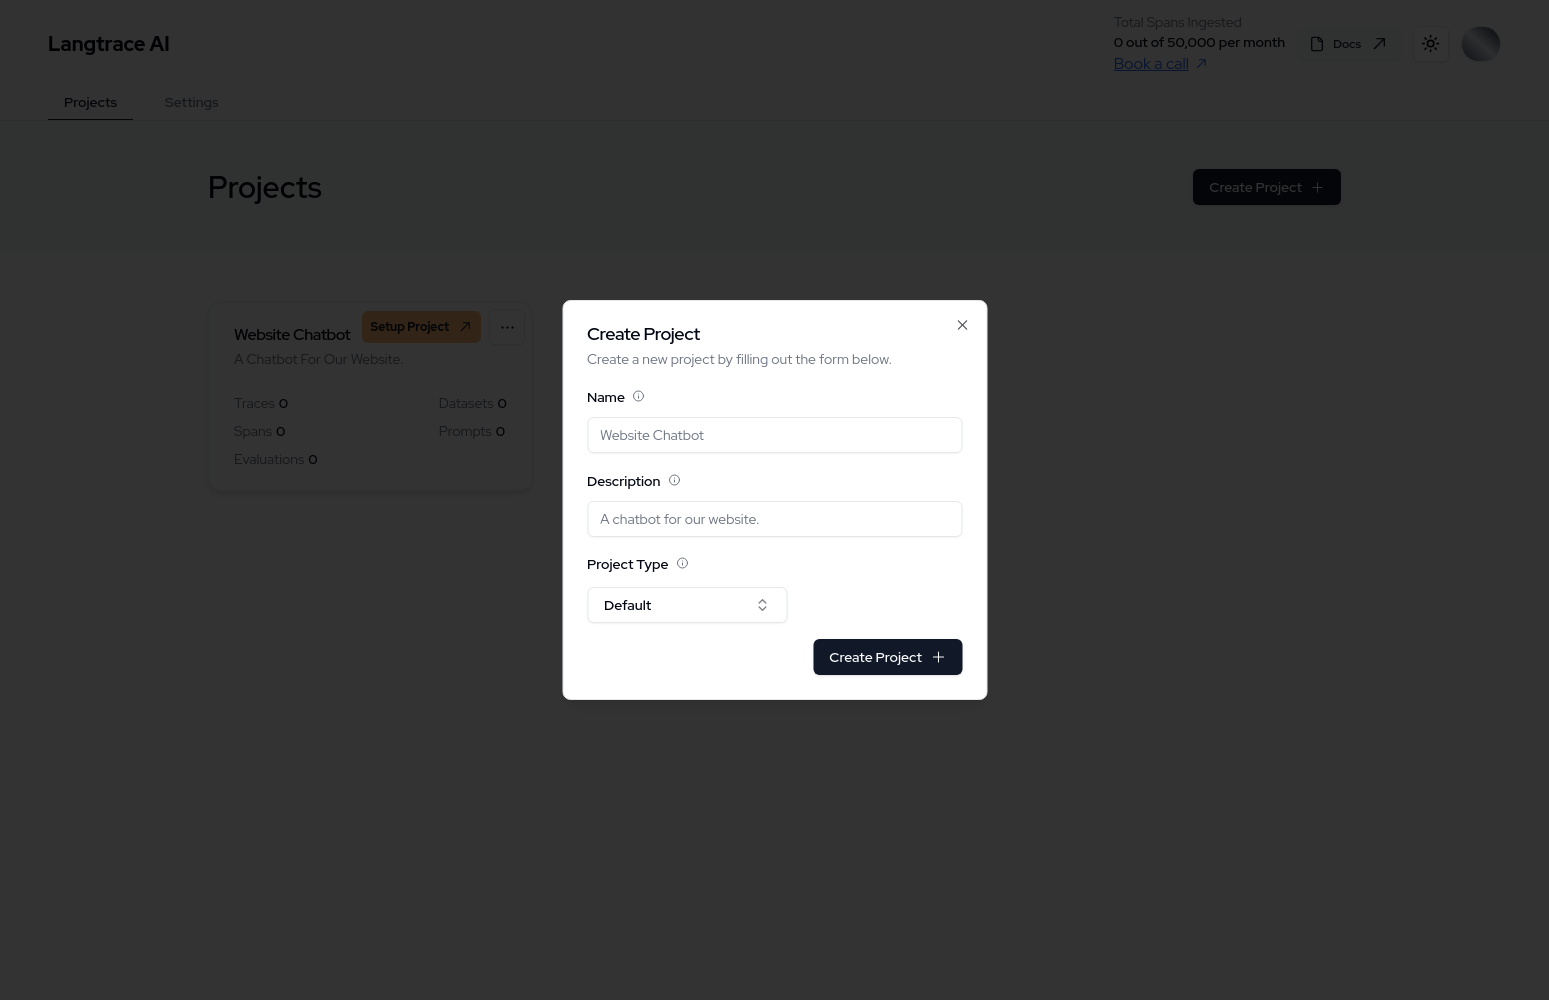 Langtrace AI
Total Spans Ingested
0 out of 50,000 per month
Book a call
Docs
Projects
Settings
Projects
Create Project
Website Chatbot
Setup Project
A Chatbot For Our Website.
Traces 0
Datasets 0
Spans 0
Prompts 0
Evaluations 0
Create Project
Create a new project by filling out the form below.
Name
Website Chatbot
Description
A chatbot for our website.
Project Type
Default
Create Project